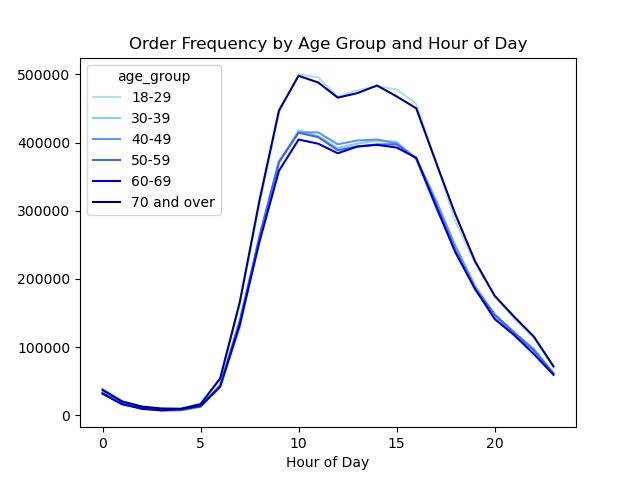 Order Frequency by Age Group and Hour of Day
500000
400000
300000
200000
100000
0
age_group
18-29
30-39
40-49
50-59
60-69
70 and over
0 5 10 15 20
Hour of Day